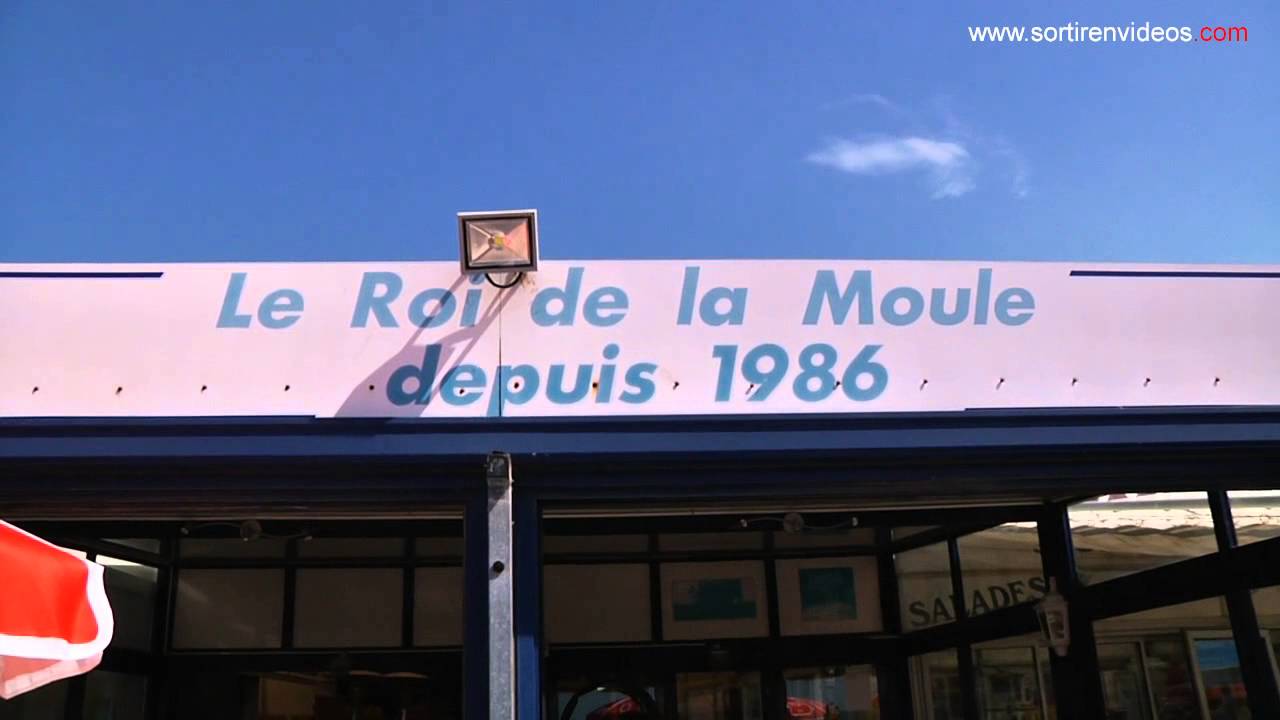 www.sortirenvideos.com
Le Roi de la Moule
depuis 1986
SALADES